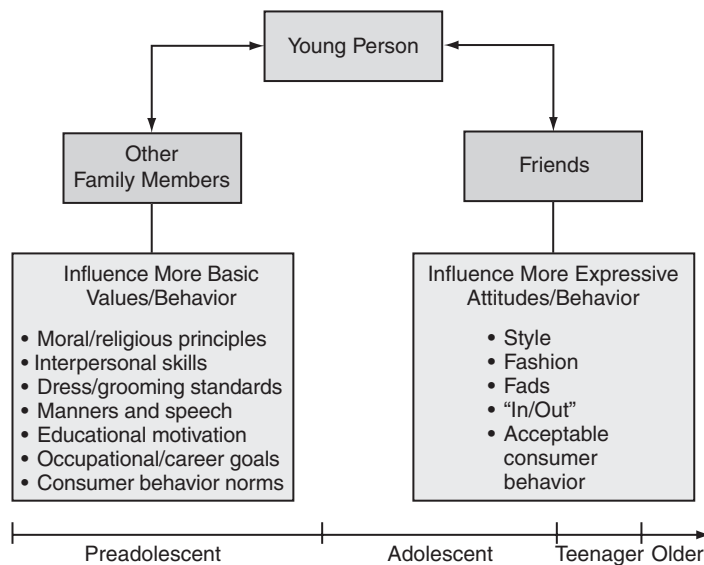 Young Person
Other
Family Members
Friends
Influence More Basic
Values/Behavior
• Moral/religious principles
• Interpersonal skills
• Dress/grooming standards
• Manners and speech
• Educational motivation
• Occupational/career goals
• Consumer behavior norms
Influence More Expressive
Attitudes/Behavior
• Style
• Fashion
• Fads
• “In/Out”
• Acceptable
consumer
behavior
Preadolescent Adolescent Teenager Older